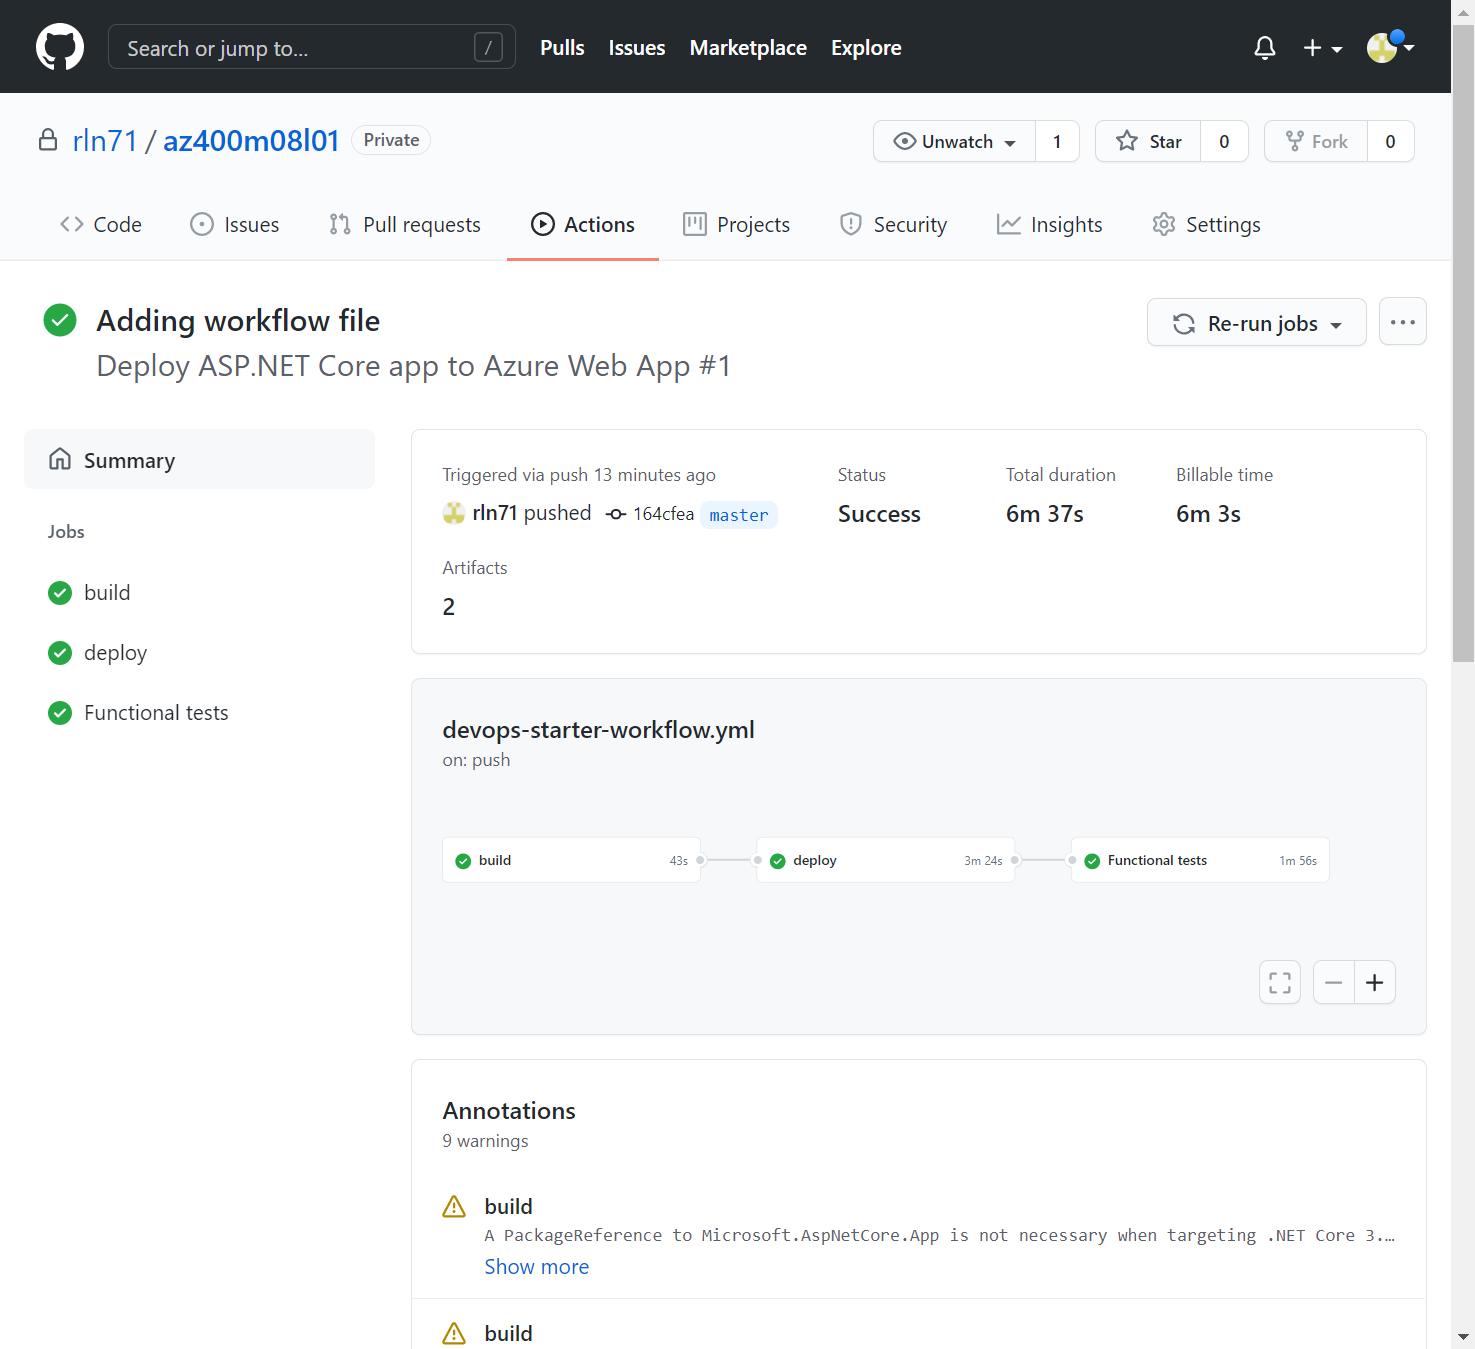 Search or jump to...
/
Pulls
Issues
Marketplace
Explore
rln71 / az400m08l01
Private
Unwatch
1
Star
0
Fork
0
Code
Issues
Pull requests
Actions
Projects
Security
Insights
Settings
Adding workflow file
Deploy ASP.NET Core app to Azure Web App #1
Re-run jobs
Summary
Jobs
build
deploy
Functional tests
Triggered via push 13 minutes ago
rln71 pushed 164cfea master
Status
Success
Total duration
6m 37s
Billable time
6m 3s
Artifacts
2
devops-starter-workflow.yml
on: push
build 43s
deploy 3m 24s
Functional tests 1m 56s
Annotations
9 warnings
build
A PackageReference to Microsoft.AspNetCore.App is not necessary when targeting .NET Core 3.…
Show more
build